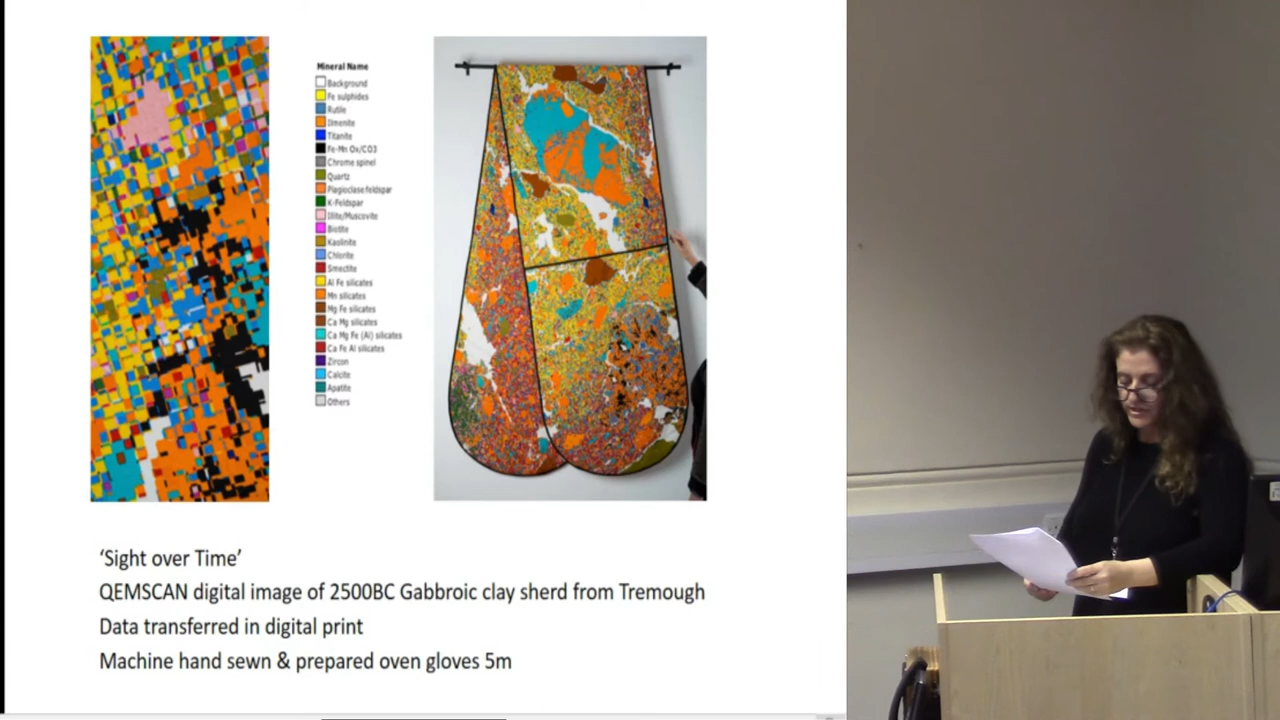 Mineral Name
Background
Fe sulphides
Rutile
Ilmenite
Titanite
Fe-Mn Ox/CO3
Chrome spinel
Quartz
Plagioclase feldspar
K-Feldspar
Illite/Muscovite
Biotite
Kaolinite
Chlorite
Smectite
Al Fe silicates
Mn silicates
Mg Fe silicates
Ca Mg silicates
Ca Mg Fe (Al) silicates
Ca Fe Al silicates
Zircon
Calcite
Apatite
Others
‘Sight over Time’
QEMSCAN digital image of 2500BC Gabbroic clay sherd from Tremough
Data transferred in digital print
Machine hand sewn & prepared oven gloves 5m